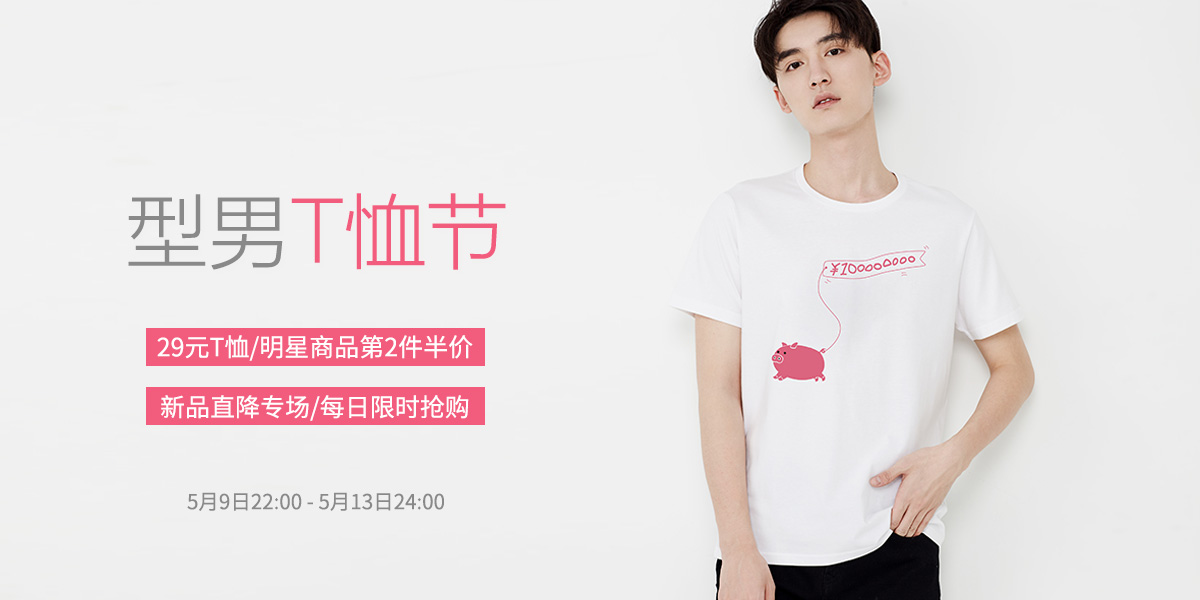 型男T恤节
29元T恤/明星商品第2件半价
新品直降专场/每日限时抢购
5月9日22:00 - 5月13日24:00
¥100000000